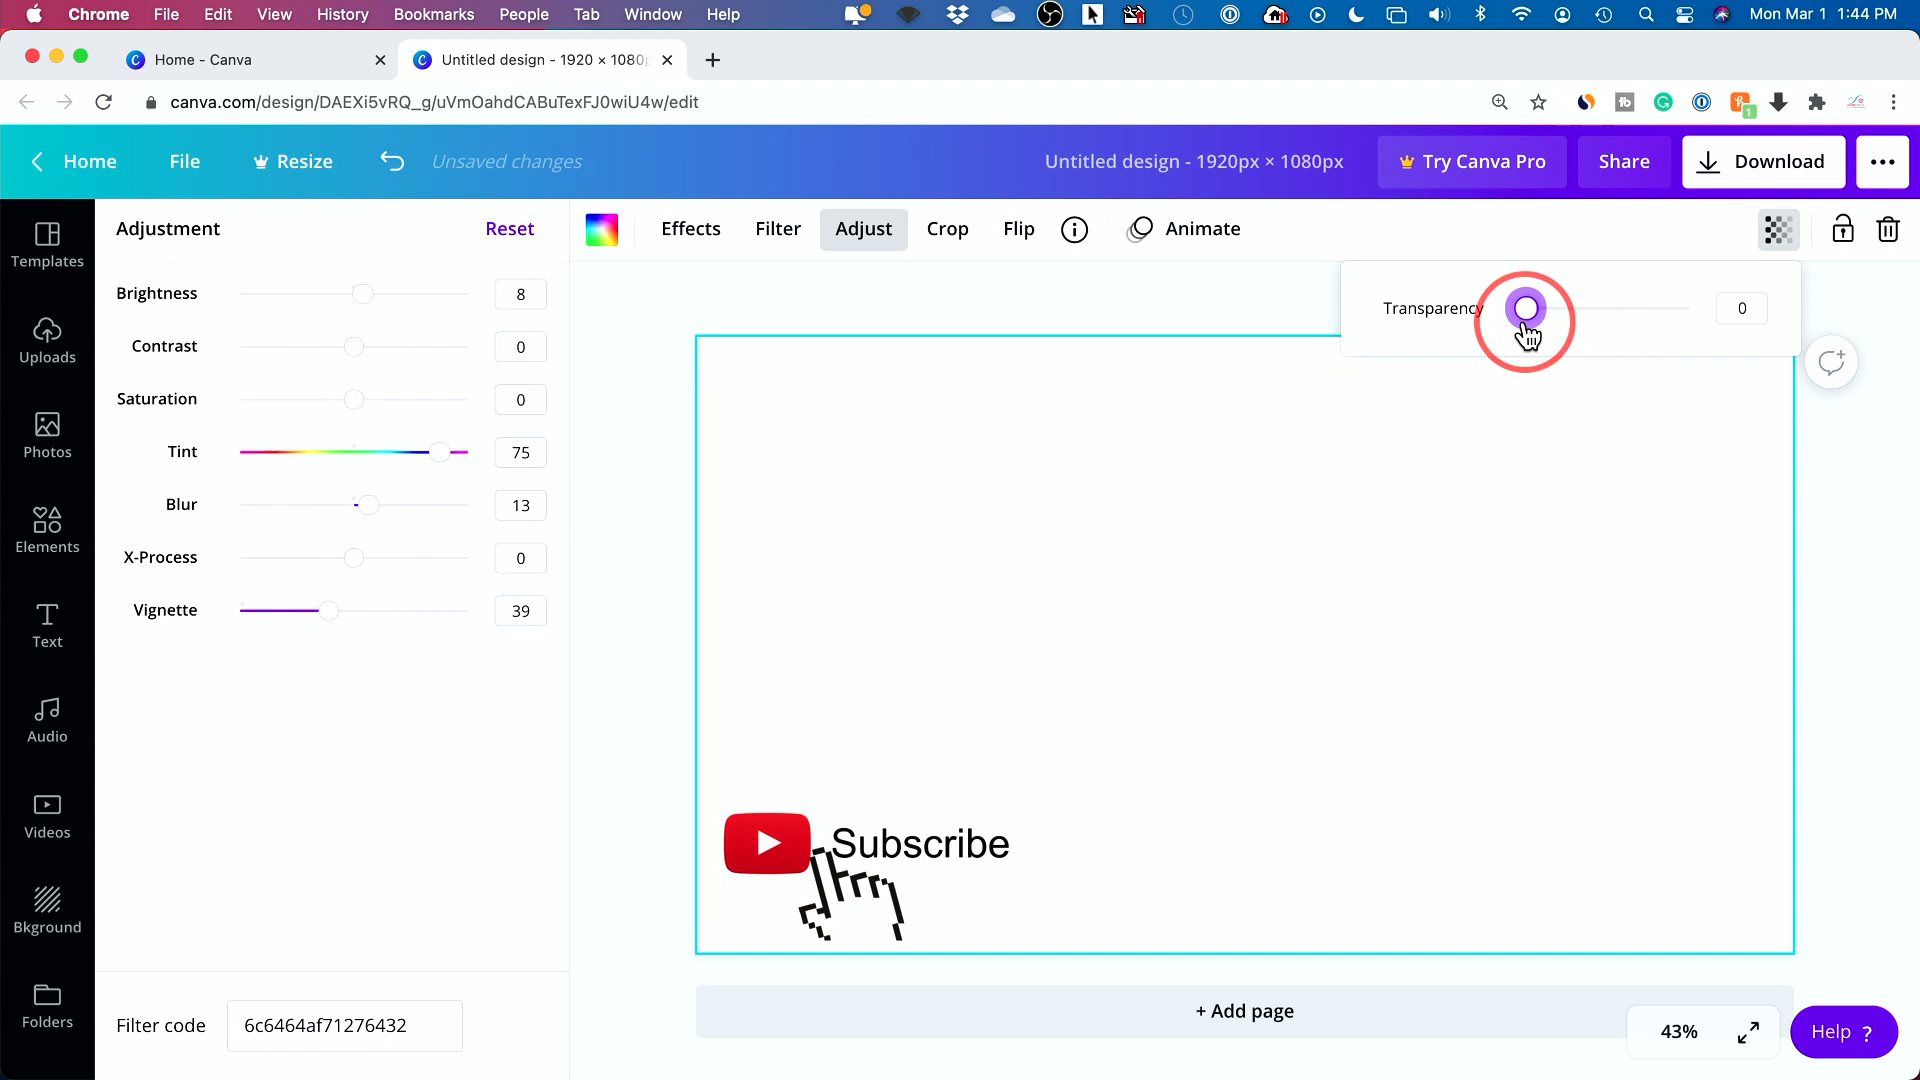 Chrome File Edit View History Bookmarks People Tab Window Help Mon Mar 1 1:44 PM
Home - Canva Untitled design - 1920 × 1080p
canva.com/design/DAEXi5vRQ_g/uVmOahdCABuTexFJ0wiU4w/edit
Home File Resize Unsaved changes Untitled design - 1920px × 1080px Try Canva Pro Share Download
Adjustment Reset Effects Filter Adjust Crop Flip Animate
Templates
Uploads
Photos
Elements
Text
Audio
Videos
Bkground
Folders
Brightness 8
Contrast 0
Saturation 0
Tint 75
Blur 13
X-Process 0
Vignette 39
Filter code 6c6464af71276432
Transparency 0
Subscribe
+ Add page
43%
Help ?